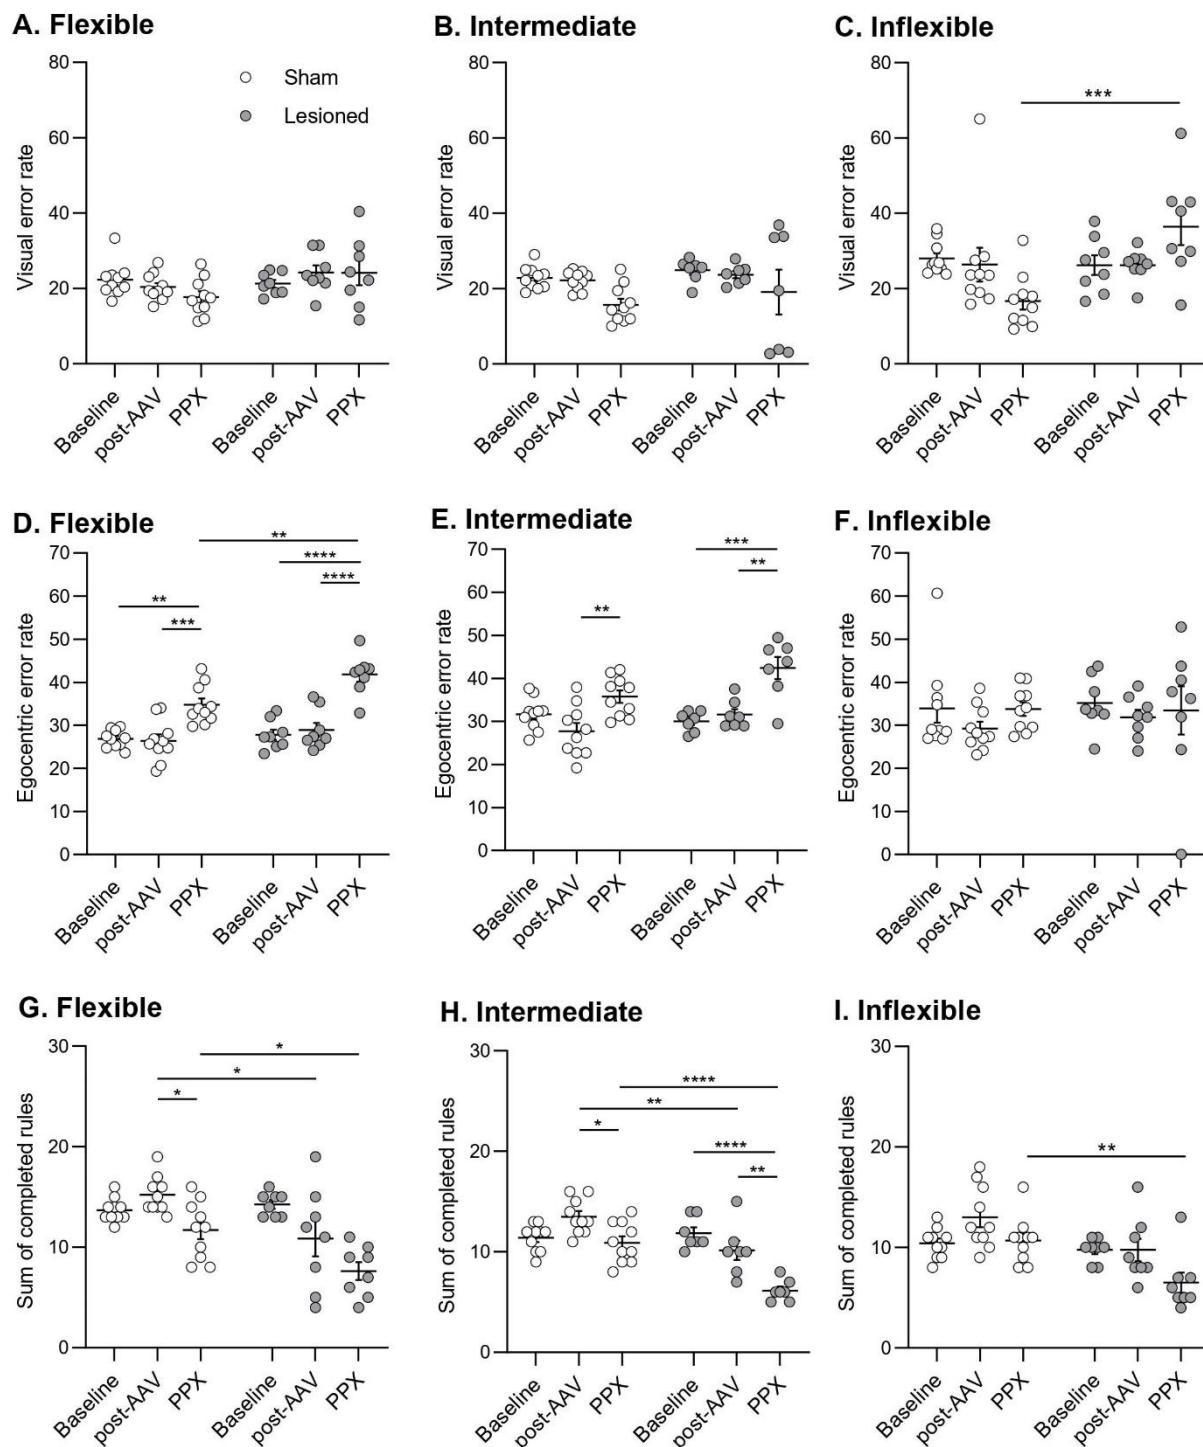 A. Flexible
B. Intermediate
C. Inflexible
80
60
40
20
0
Visual error rate
Sham
Lesioned
Baseline
post-AAV
PPX
Baseline
post-AAV
PPX
80
60
40
20
0
Visual error rate
Baseline
post-AAV
PPX
Baseline
post-AAV
PPX
80
60
40
20
0
Visual error rate
***
Baseline
post-AAV
PPX
Baseline
post-AAV
PPX
D. Flexible
E. Intermediate
F. Inflexible
70
60
50
40
30
20
10
0
Egocentric error rate
**
****
****
**
***
Baseline
post-AAV
PPX
Baseline
post-AAV
PPX
70
60
50
40
30
20
10
0
Egocentric error rate
***
**
**
Baseline
post-AAV
PPX
Baseline
post-AAV
PPX
70
60
50
40
30
20
10
0
Egocentric error rate
Baseline
post-AAV
PPX
Baseline
post-AAV
PPX
G. Flexible
H. Intermediate
I. Inflexible
30
20
10
0
Sum of completed rules
*
*
*
Baseline
post-AAV
PPX
Baseline
post-AAV
PPX
30
20
10
0
Sum of completed rules
****
**
*
****
**
Baseline
post-AAV
PPX
Baseline
post-AAV
PPX
30
20
10
0
Sum of completed rules
**
Baseline
post-AAV
PPX
Baseline
post-AAV
PPX